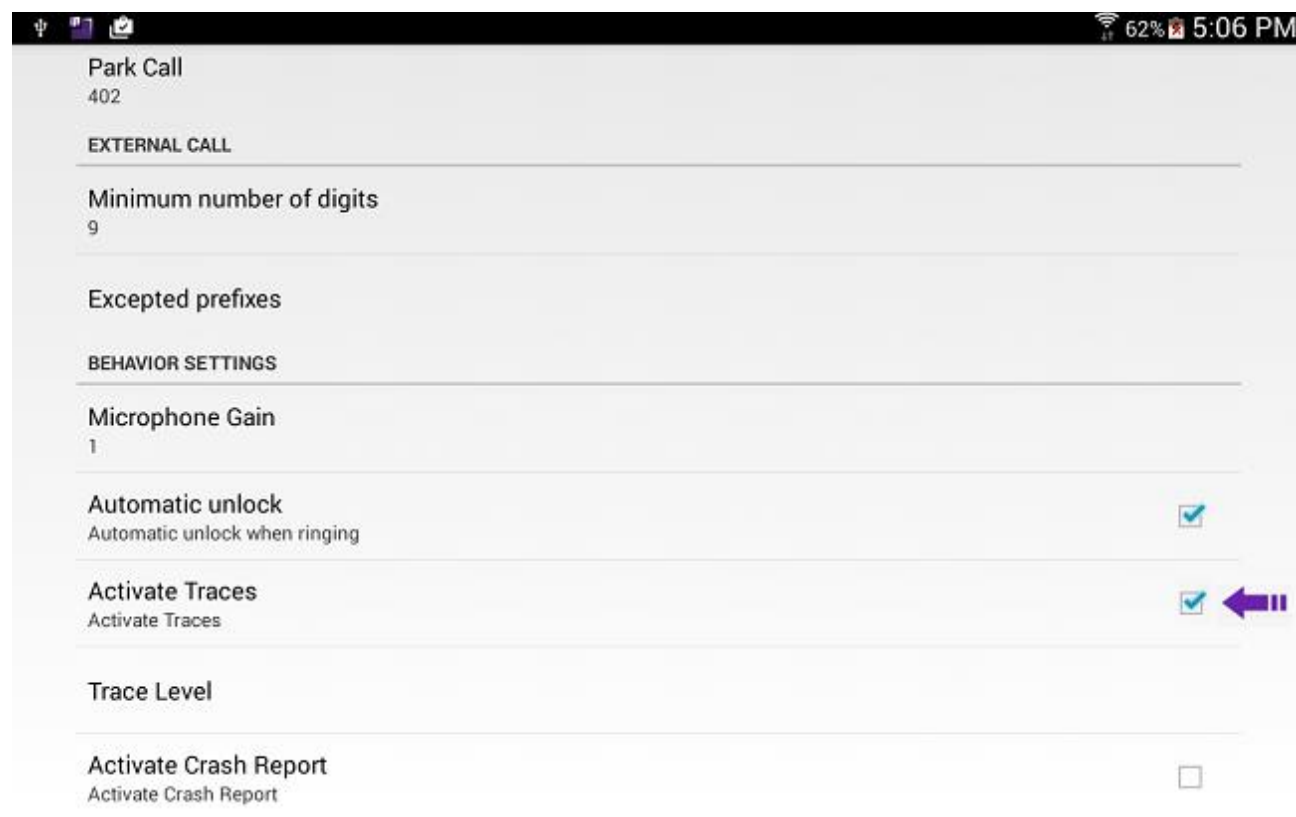 62% 5:06 PM
Park Call
402
EXTERNAL CALL
Minimum number of digits
9
Excepted prefixes
BEHAVIOR SETTINGS
Microphone Gain
1
Automatic unlock
Automatic unlock when ringing
Activate Traces
Activate Traces
Trace Level
Activate Crash Report
Activate Crash Report